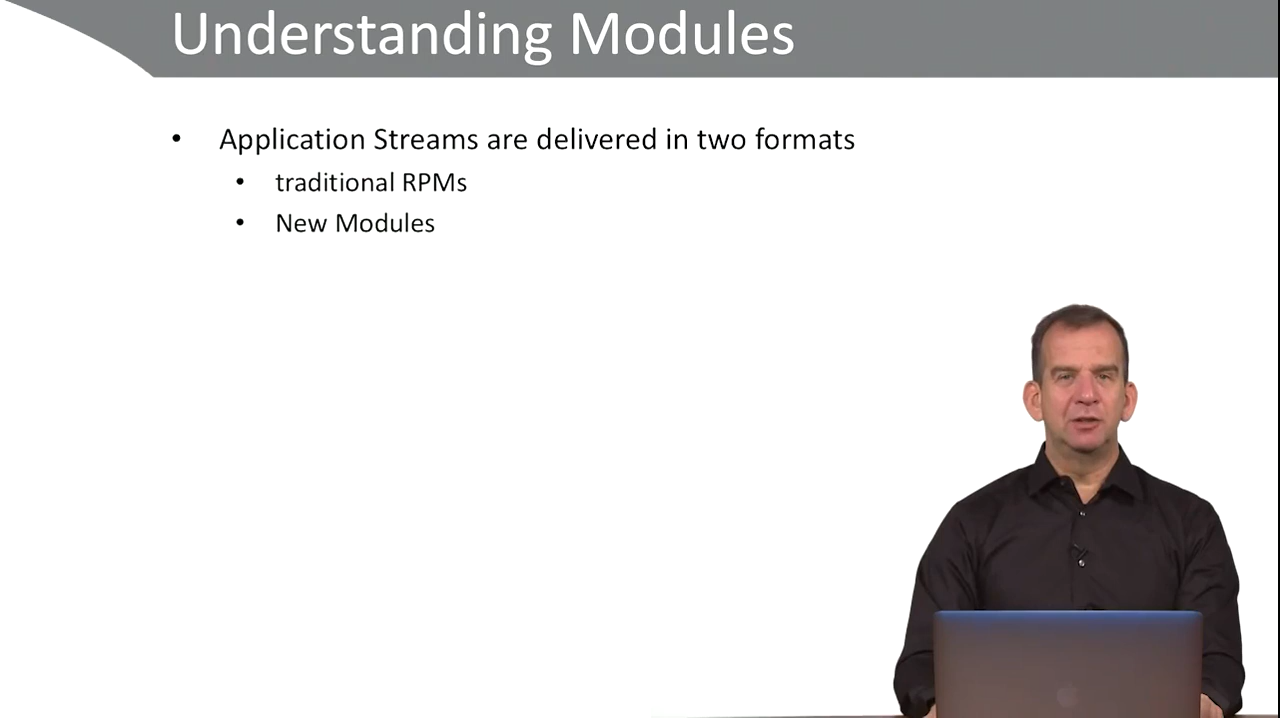 Understanding Modules
• Application Streams are delivered in two formats
• traditional RPMs
• New Modules